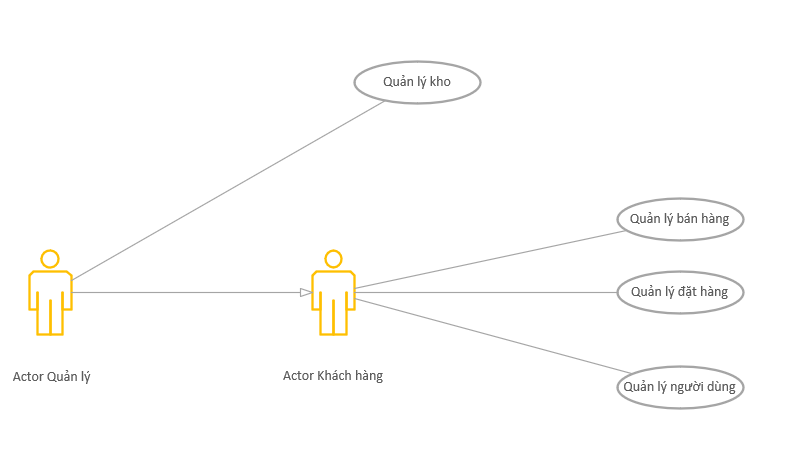 Quản lý kho
Quản lý bán hàng
Quản lý đặt hàng
Actor Quản lý
Actor Khách hàng
Quản lý người dùng